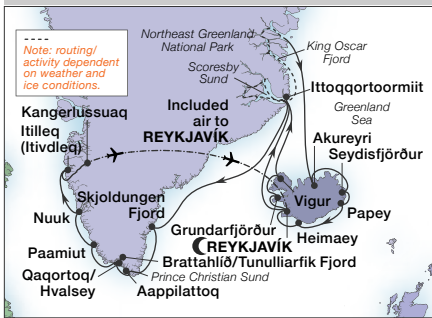 Northeast Greenland
National Park
King Oscar
Fjord
Note: routing/
activity dependent
on weather and
ice conditions.
Scoresby
Sund
Ittoqqortoormiit
Greenland
Sea
Kangerlussuaq
Itilleq
(Itivdleq)
Included
air to
REYKJAVÍK
Akureyri
Seydisfjörður
Skjoldungen
Fjord
Vigur
Nuuk
Papey
Grundarfjörður
REYKJAVÍK
Heimaey
Paamiut
Brattahlíð/Tunulliarfik Fjord
Qaqortoq/
Hvalsey
Prince Christian Sund
Aappilattoq